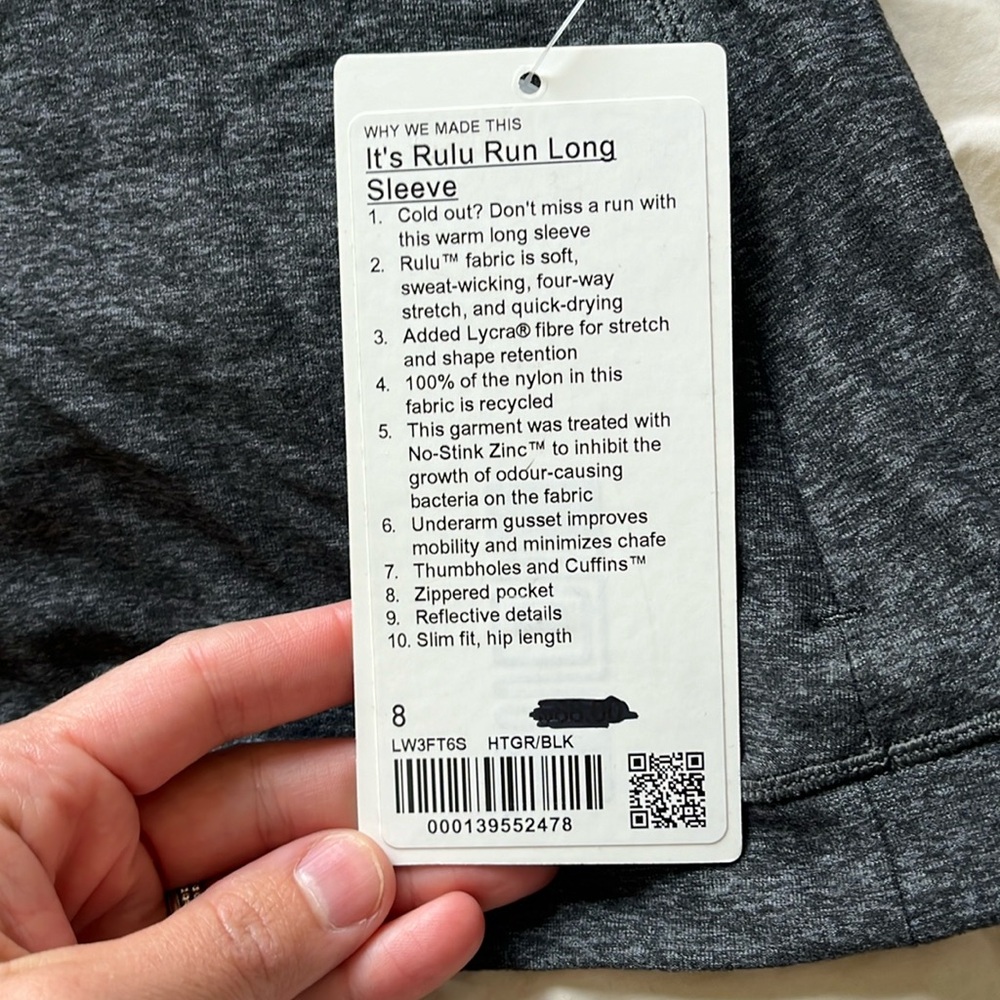 WHY WE MADE THIS
It's Rulu Run Long
Sleeve
1. Cold out? Don't miss a run with
this warm long sleeve
2. Rulu™ fabric is soft,
sweat-wicking, four-way
stretch, and quick-drying
3. Added Lycra® fibre for stretch
and shape retention
4. 100% of the nylon in this
fabric is recycled
5. This garment was treated with
No-Stink Zinc™ to inhibit the
growth of odour-causing
bacteria on the fabric
6. Underarm gusset improves
mobility and minimizes chafe
7. Thumbholes and Cuffins™
8. Zippered pocket
9. Reflective details
10. Slim fit, hip length
8
LW3FT6S HTGR/BLK
000139552478